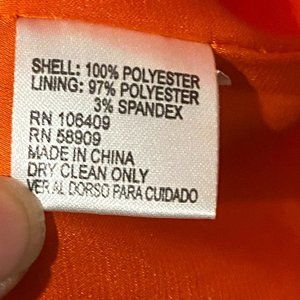 SHELL: 100% POLYESTER
LINING: 97% POLYESTER
3% SPANDEX
RN 106409
RN 58909
MADE IN CHINA
DRY CLEAN ONLY
VER AL DORSO PARA CUIDADO